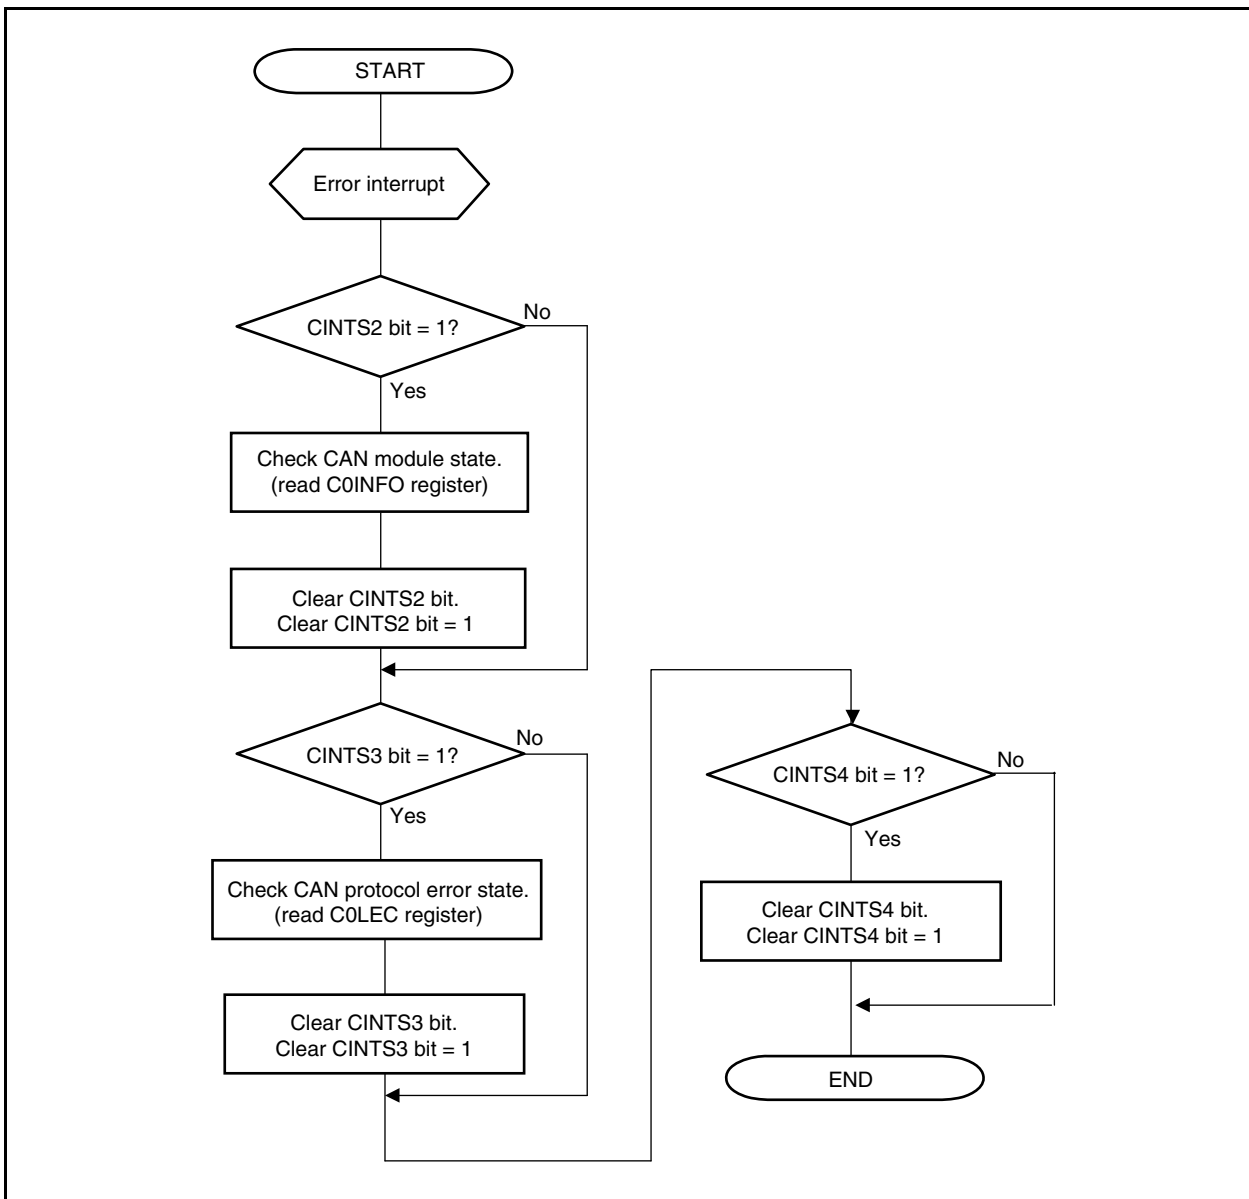 START
Error interrupt
CINTS2 bit = 1?
No
Yes
Check CAN module state.
(read C0INFO register)
Clear CINTS2 bit.
Clear CINTS2 bit = 1
CINTS3 bit = 1?
No
Yes
Check CAN protocol error state.
(read C0LEC register)
Clear CINTS3 bit.
Clear CINTS3 bit = 1
CINTS4 bit = 1?
No
Yes
Clear CINTS4 bit.
Clear CINTS4 bit = 1
END